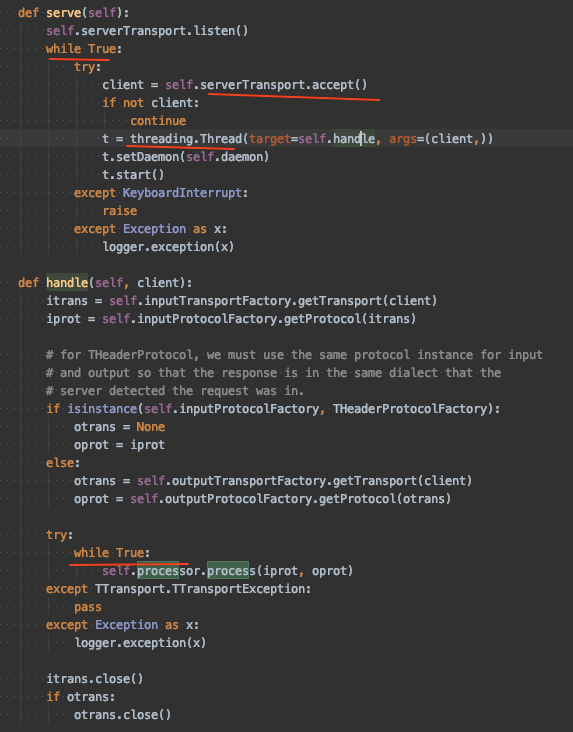 def serve(self):
    self.serverTransport.listen()
    while True:
        try:
            client = self.serverTransport.accept()
            if not client:
                continue
            t = threading.Thread(target=self.handle, args=(client,))
            t.setDaemon(self.daemon)
            t.start()
        except KeyboardInterrupt:
            raise
        except Exception as x:
            logger.exception(x)

def handle(self, client):
    itrans = self.inputTransportFactory.getTransport(client)
    iprot = self.inputProtocolFactory.getProtocol(itrans)

    # for THeaderProtocol, we must use the same protocol instance for input
    # and output so that the response is in the same dialect that the
    # server detected the request was in.
    if isinstance(self.inputProtocolFactory, THeaderProtocolFactory):
        otrans = None
        oprot = iprot
    else:
        otrans = self.outputTransportFactory.getTransport(client)
        oprot = self.outputProtocolFactory.getProtocol(otrans)

    try:
        while True:
            self.processor.process(iprot, oprot)
    except TTransport.TTransportException:
        pass
    except Exception as x:
        logger.exception(x)

    itrans.close()
    if otrans:
        otrans.close()